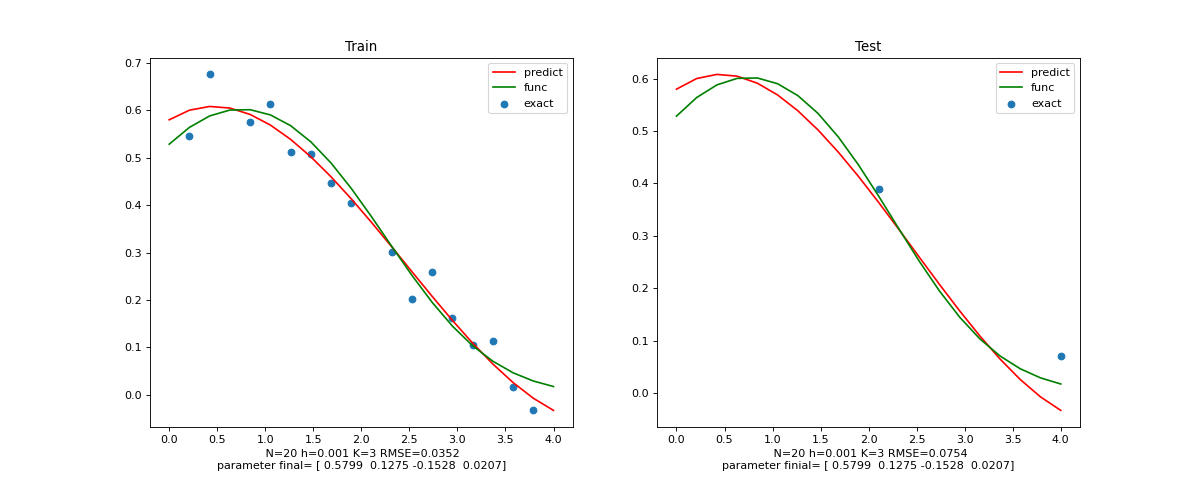 Train
0.7
0.6
0.5
0.4
0.3
0.2
0.1
0.0
predict
func
exact
0.0 0.5 1.0 1.5 2.0 2.5 3.0 3.5 4.0
N=20 h=0.001 K=3 RMSE=0.0352
parameter final= [ 0.5799 0.1275 -0.1528 0.0207]
Test
0.6
0.5
0.4
0.3
0.2
0.1
0.0
predict
func
exact
0.0 0.5 1.0 1.5 2.0 2.5 3.0 3.5 4.0
N=20 h=0.001 K=3 RMSE=0.0754
parameter finial= [ 0.5799 0.1275 -0.1528 0.0207]